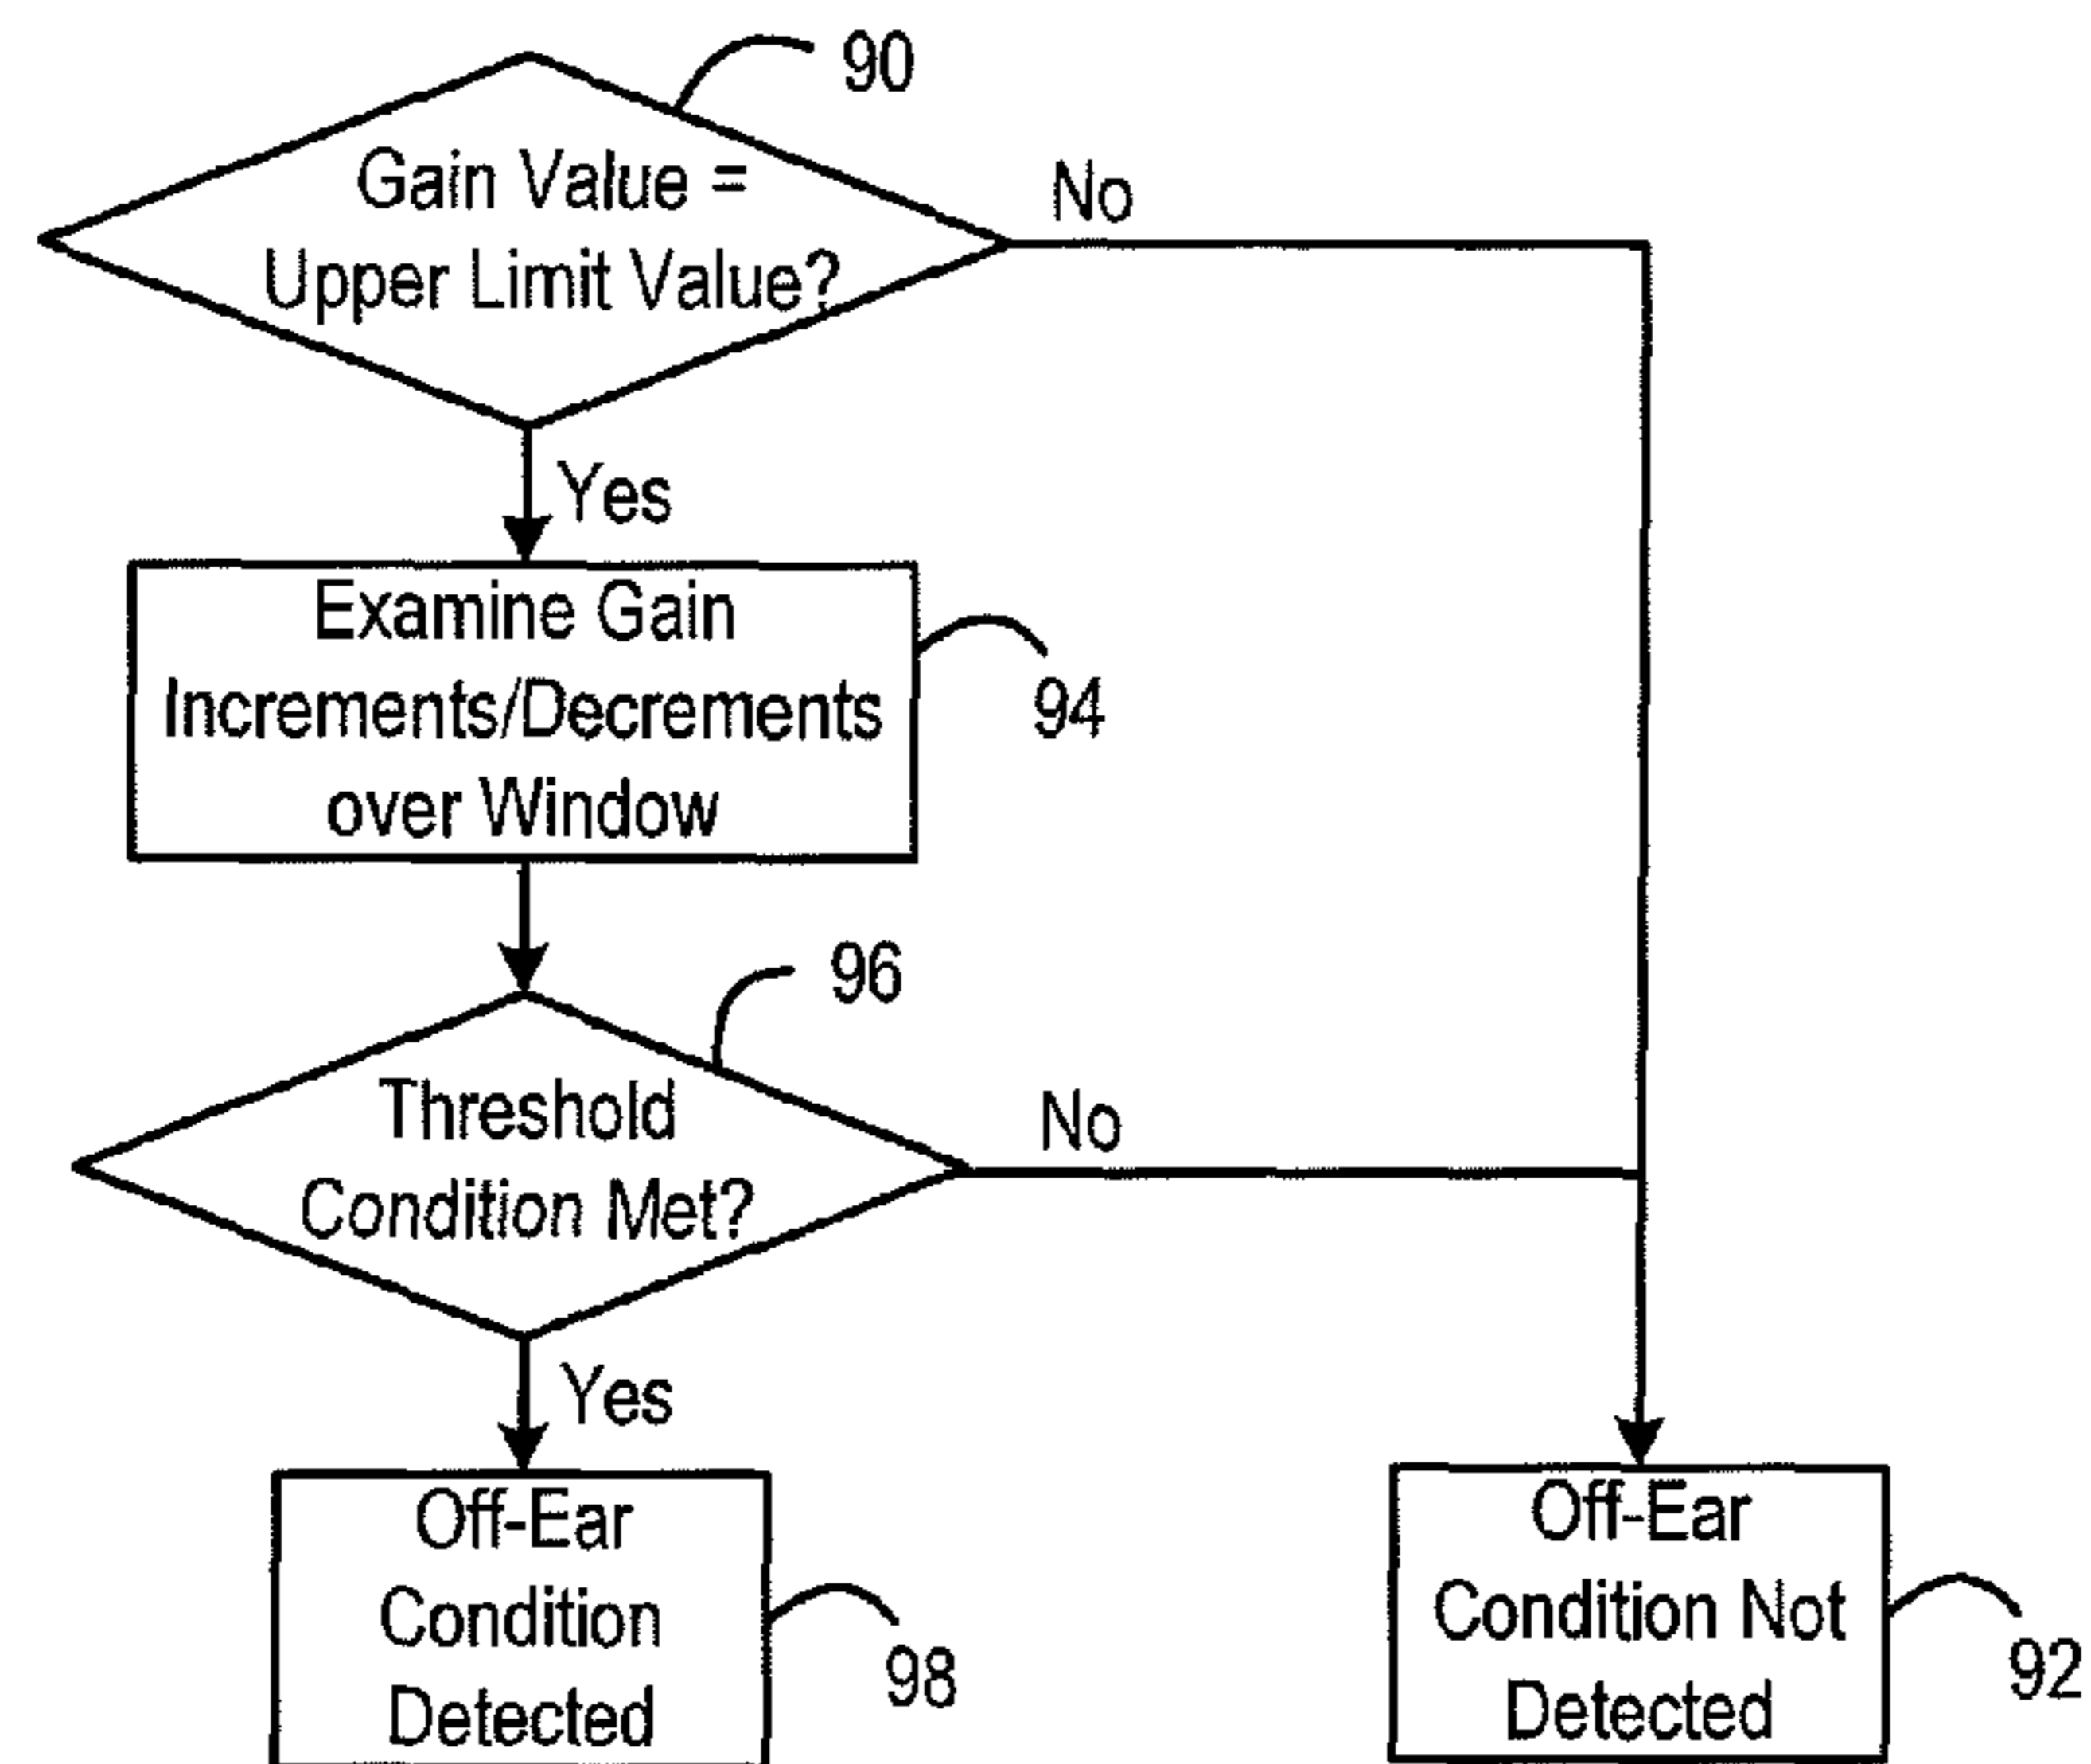 90
Gain Value =
Upper Limit Value?
No
Yes
Examine Gain
Increments/Decrements
over Window
94
96
Threshold
Condition Met?
No
Yes
Off-Ear
Condition
Detected
98
Off-Ear
Condition Not
Detected
92